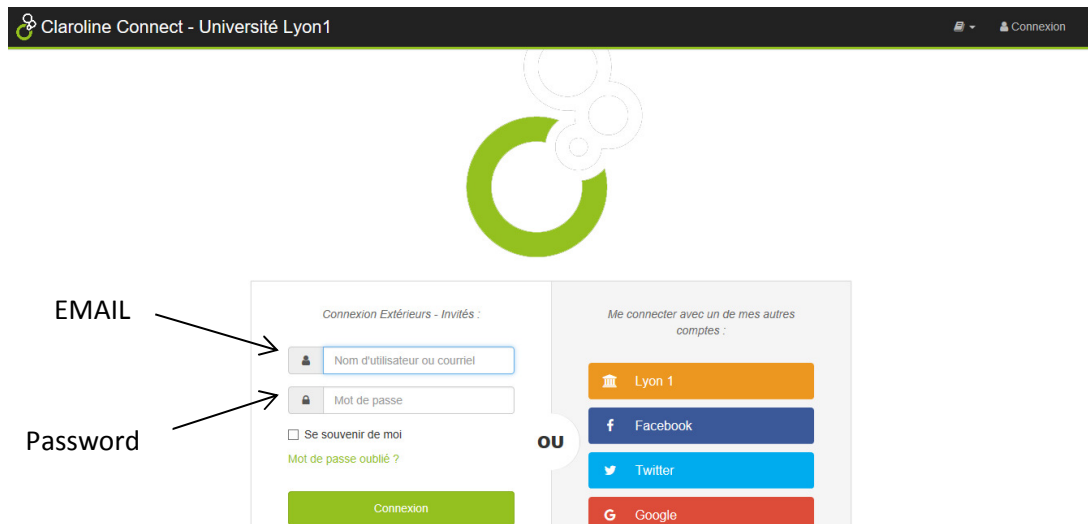 Claroline Connect - Université Lyon1
Connexion
EMAIL
Password
Connexion Extérieurs - Invités :
Nom d'utilisateur ou courriel
Mot de passe
Se souvenir de moi
Mot de passe oublié ?
Connexion
OU
Me connecter avec un de mes autres
comptes :
Lyon 1
Facebook
Twitter
Google